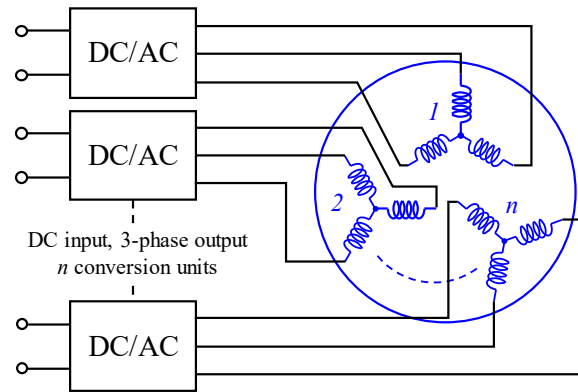 DC/AC
1
DC/AC
2
n
DC input, 3-phase output
n conversion units
DC/AC